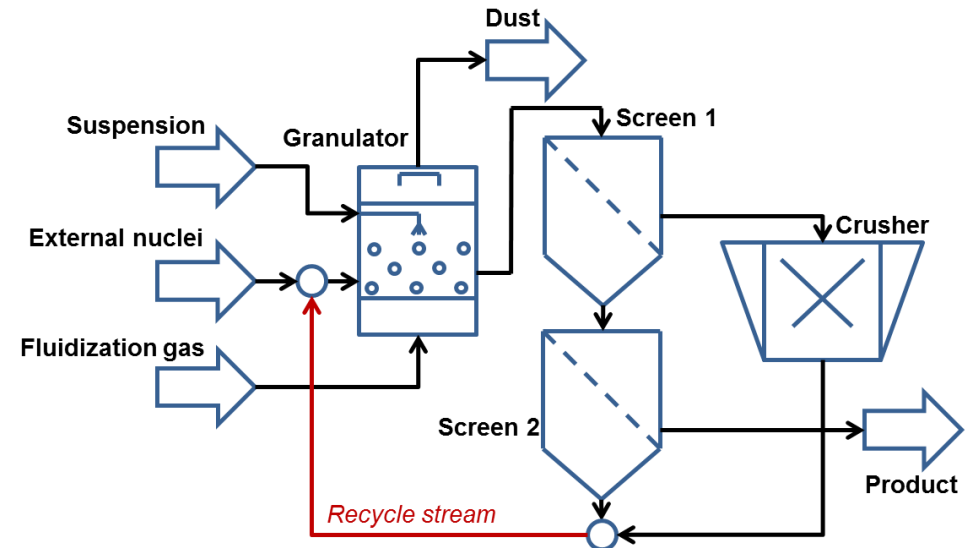 Dust
Suspension
Granulator
Screen 1
External nuclei
Crusher
Fluidization gas
Screen 2
Product
Recycle stream